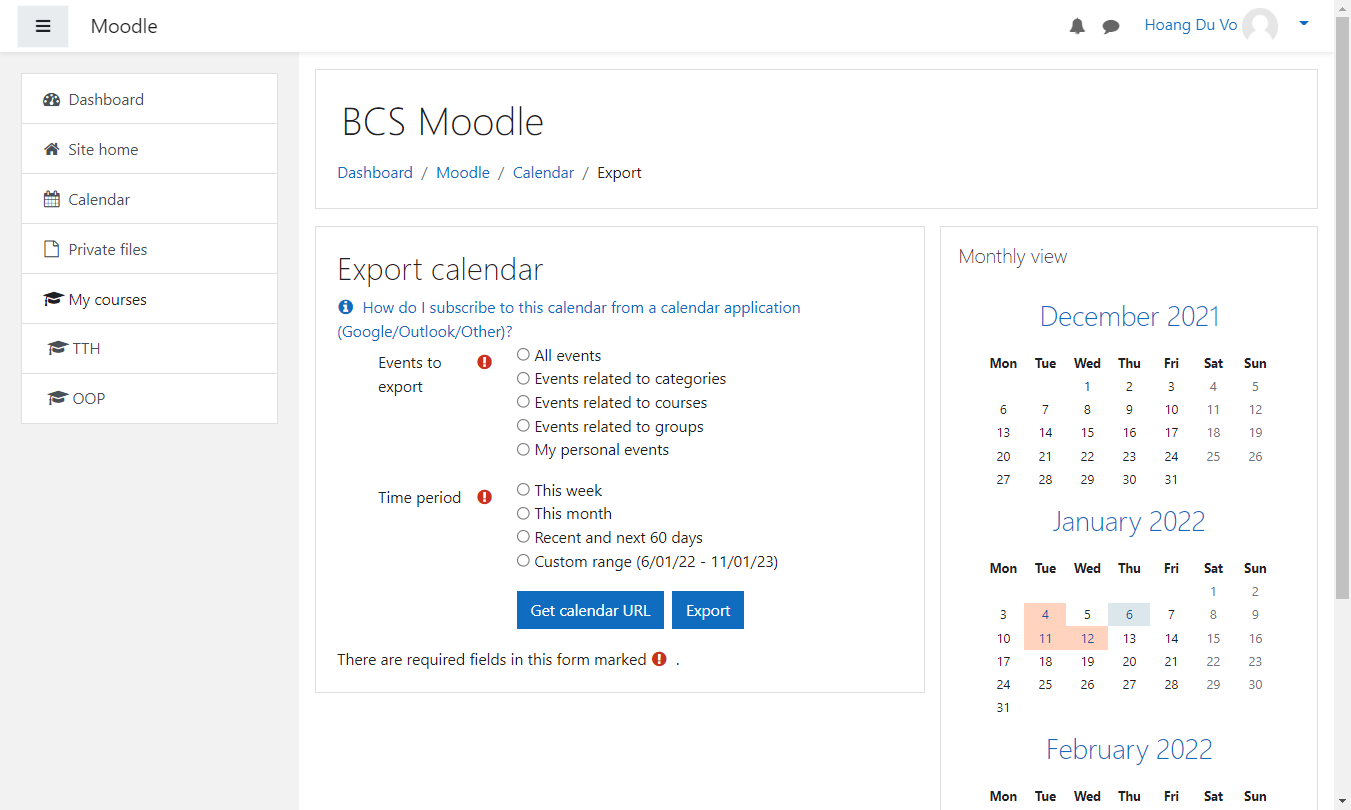 Moodle
Hoang Du Vo
Dashboard
Site home
Calendar
Private files
My courses
TTH
OOP
BCS Moodle
Dashboard / Moodle / Calendar / Export
Export calendar
How do I subscribe to this calendar from a calendar application
(Google/Outlook/Other)?
Events to
export
All events
Events related to categories
Events related to courses
Events related to groups
My personal events
Time period
This week
This month
Recent and next 60 days
Custom range (6/01/22 - 11/01/23)
Get calendar URL
Export
There are required fields in this form marked .
Monthly view
December 2021
Mon Tue Wed Thu Fri Sat Sun
1 2 3 4 5
6 7 8 9 10 11 12
13 14 15 16 17 18 19
20 21 22 23 24 25 26
27 28 29 30 31
January 2022
Mon Tue Wed Thu Fri Sat Sun
1 2
3 4 5 6 7 8 9
10 11 12 13 14 15 16
17 18 19 20 21 22 23
24 25 26 27 28 29 30
31
February 2022
Mon Tue Wed Thu Fri Sat Sun